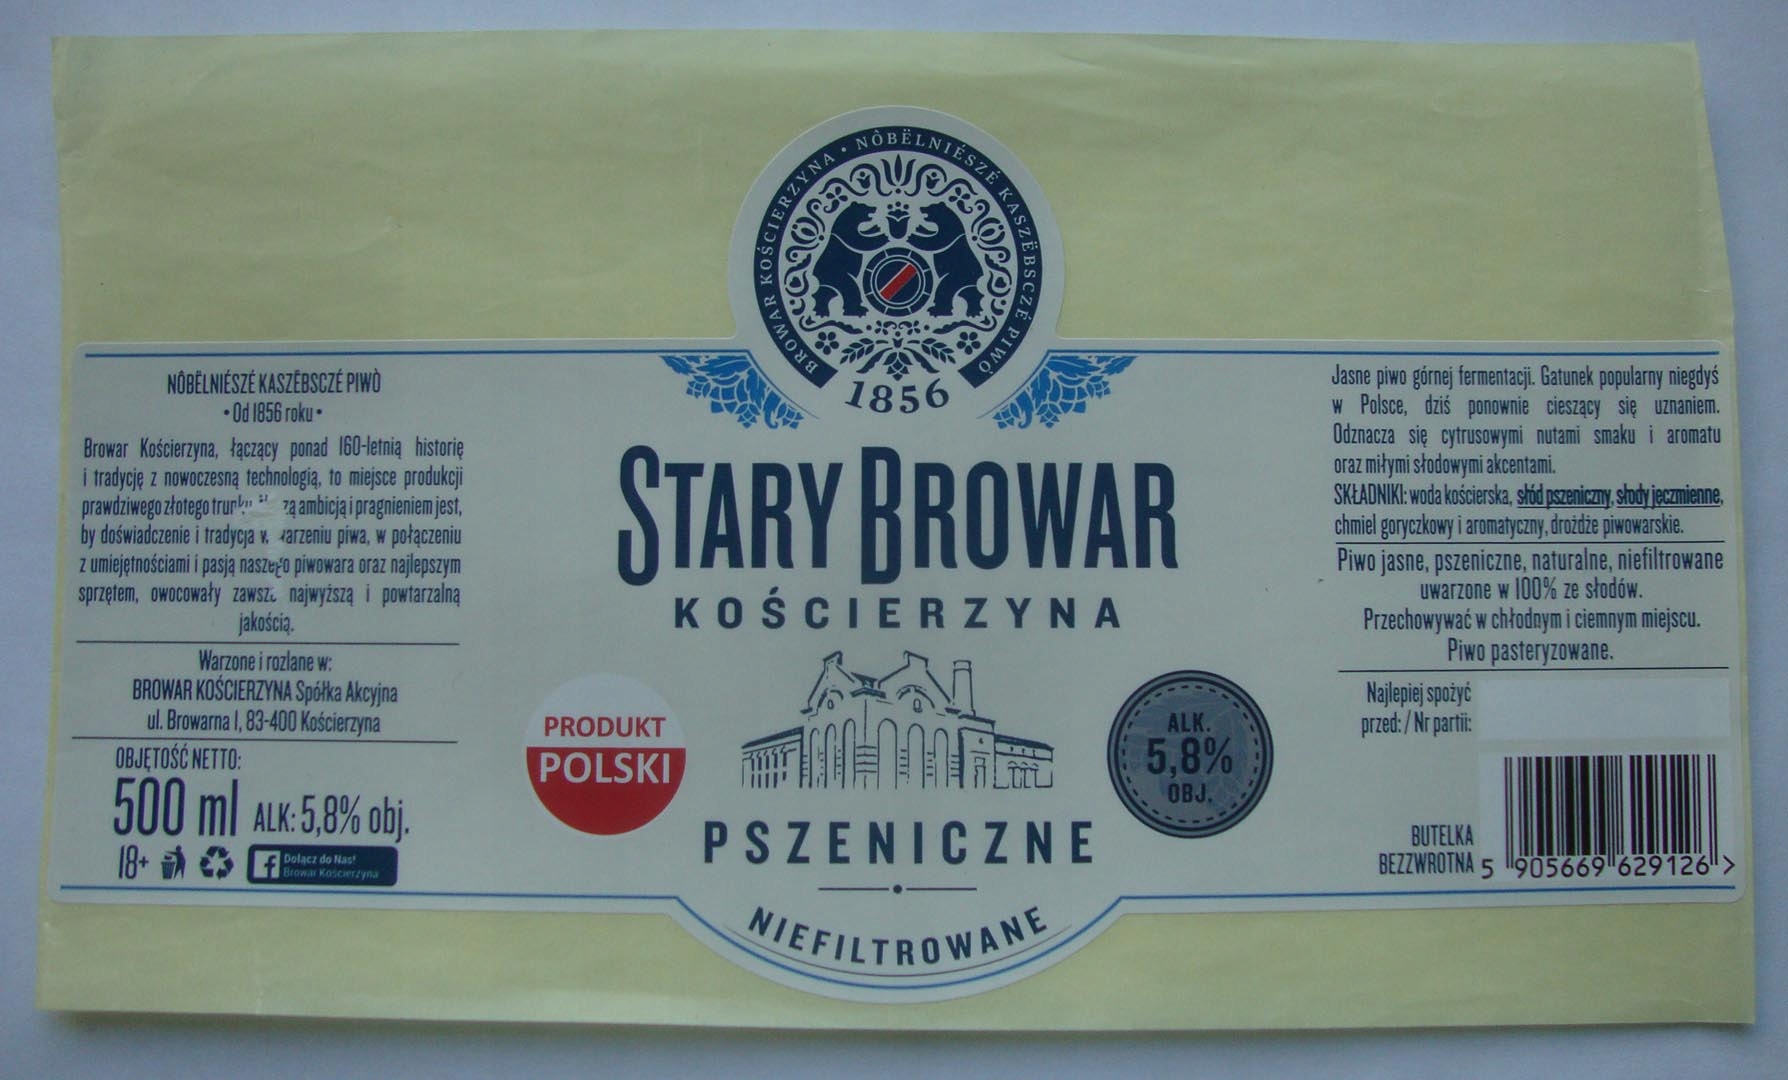 BROWAR KOŚCIERZYNA • NÔBËLNIÉSZÉ KASZËBSCZÉ PIWÒ
1856
STARY BROWAR
KOŚCIERZYNA
PRODUKT
POLSKI
ALK.
5,8%
OBJ.
PSZENICZNE
NIEFILTROWANE
NÔBËLNIÉSZÉ KASZËBSCZÉ PIWÒ
• Od 1856 roku •
Browar Kościerzyna, łączący ponad 160-letnią historię
i tradycję z nowoczesną technologią, to miejsce produkcji
prawdziwego złotego ambicją i pragnieniem jest,
by doświadczenie i tradycja piwa, w połączeniu
z umiejętnościami i pasją naszego piwowara oraz najlepszym
sprzętem, owocowały zawsze najwyższą i powtarzalną
jakością.
Warzone i rozlane w:
BROWAR KOŚCIERZYNA Spółka Akcyjna
ul. Browarna 1, 83-400 Kościerzyna
OBJĘTOŚĆ NETTO:
500 ml ALK: 5,8% obj.
18+
f Dołącz do Nas!
Browar Kościerzyna
Jasne piwo górnej fermentacji. Gatunek popularny niegdyś
w Polsce, dziś ponownie cieszący się uznaniem.
Odznacza się cytrusowymi nutami smaku i aromatu
oraz miłymi słodowymi akcentami.
SKŁADNIKI: woda kościerska, słód pszeniczny, słody jęczmienne,
chmiel goryczkowy i aromatyczny, drożdże piwowarskie.
Piwo jasne, pszeniczne, naturalne, niefiltrowane
uwarzone w 100% ze słodów.
Przechowywać w chłodnym i ciemnym miejscu.
Piwo pasteryzowane.
Najlepiej spożyć
przed: / Nr partii:
BUTELKA
BEZZWROTNA
5 905669 629126 >